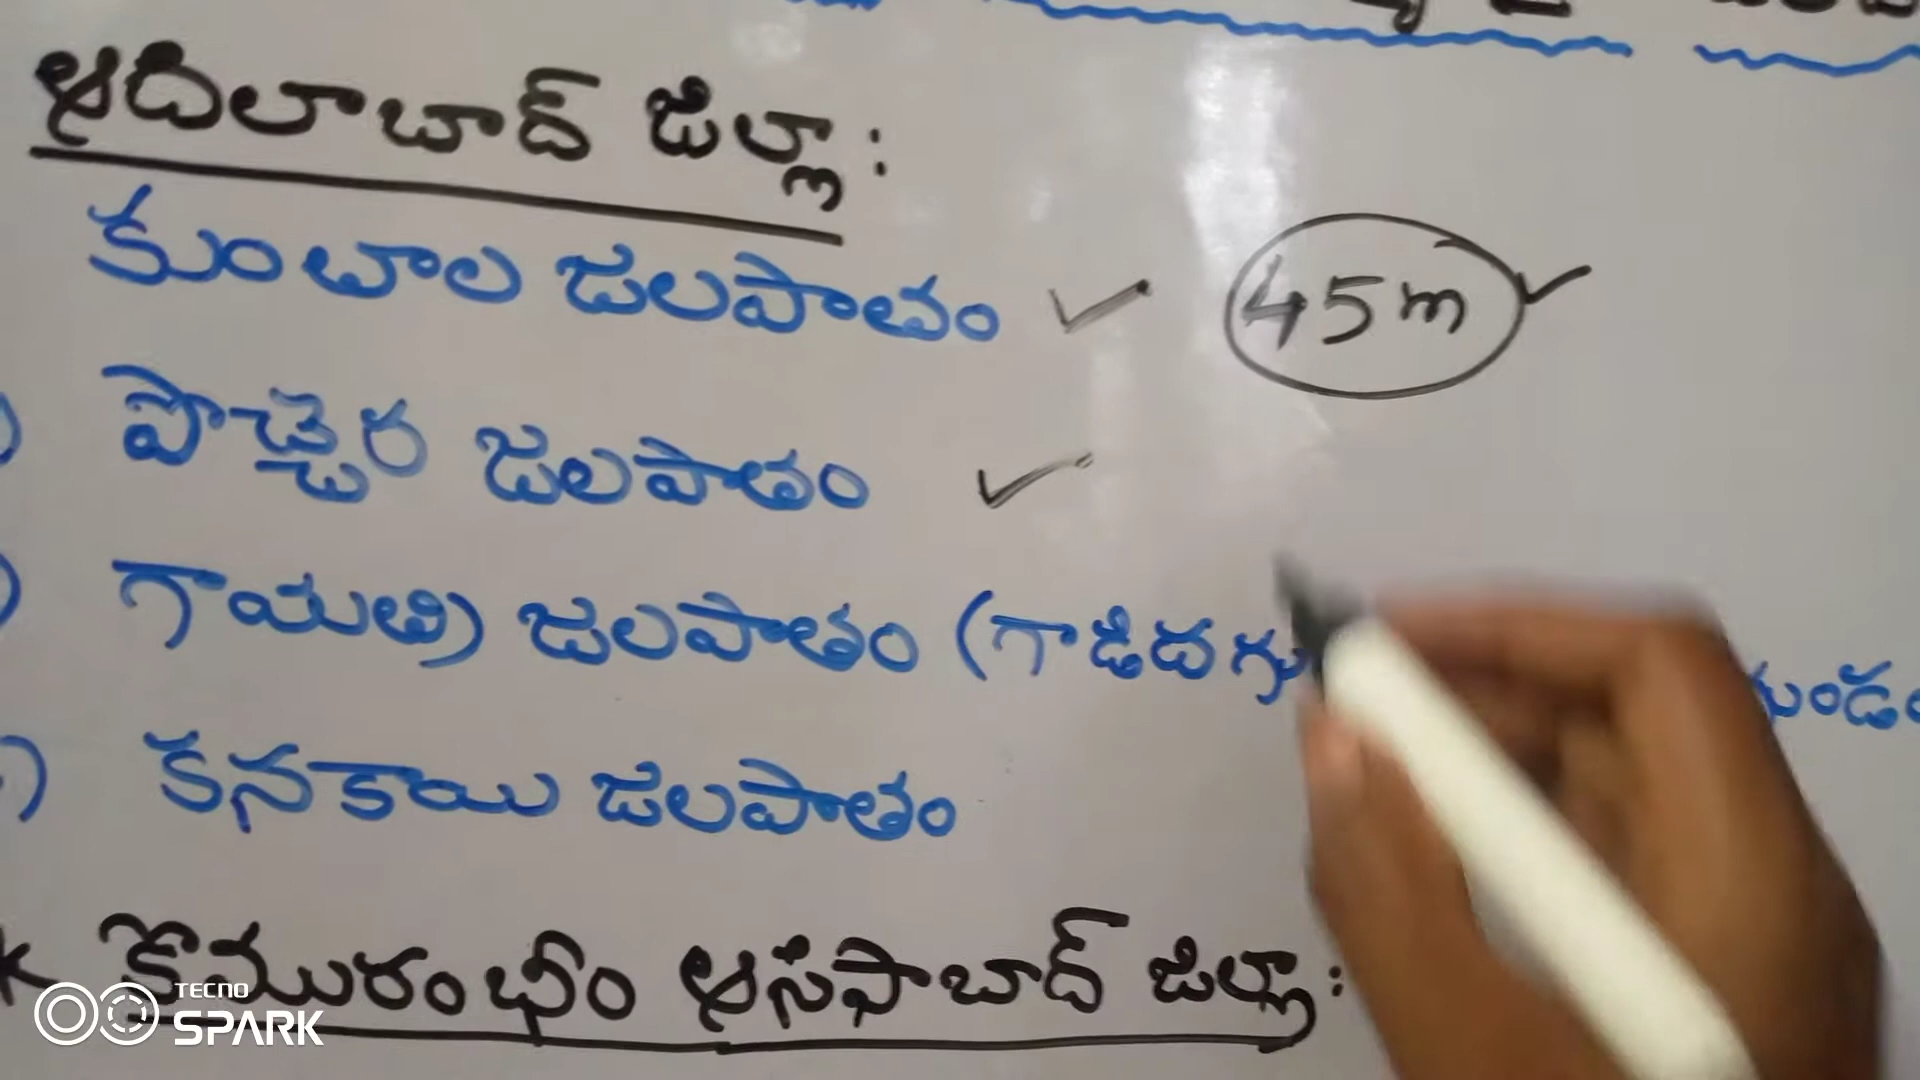 ఆదిలాబాద్ జిల్లా:
కుంటాల జలపాతం ✓ 45m ✓
పొచ్చెర జలపాతం ✓
గాయత్రి జలపాతం (గాడిదగు ండం
కనకాయి జలపాతం
కొమురం భీం ఆసిఫాబాద్ జిల్లా:
TECNO
SPARK